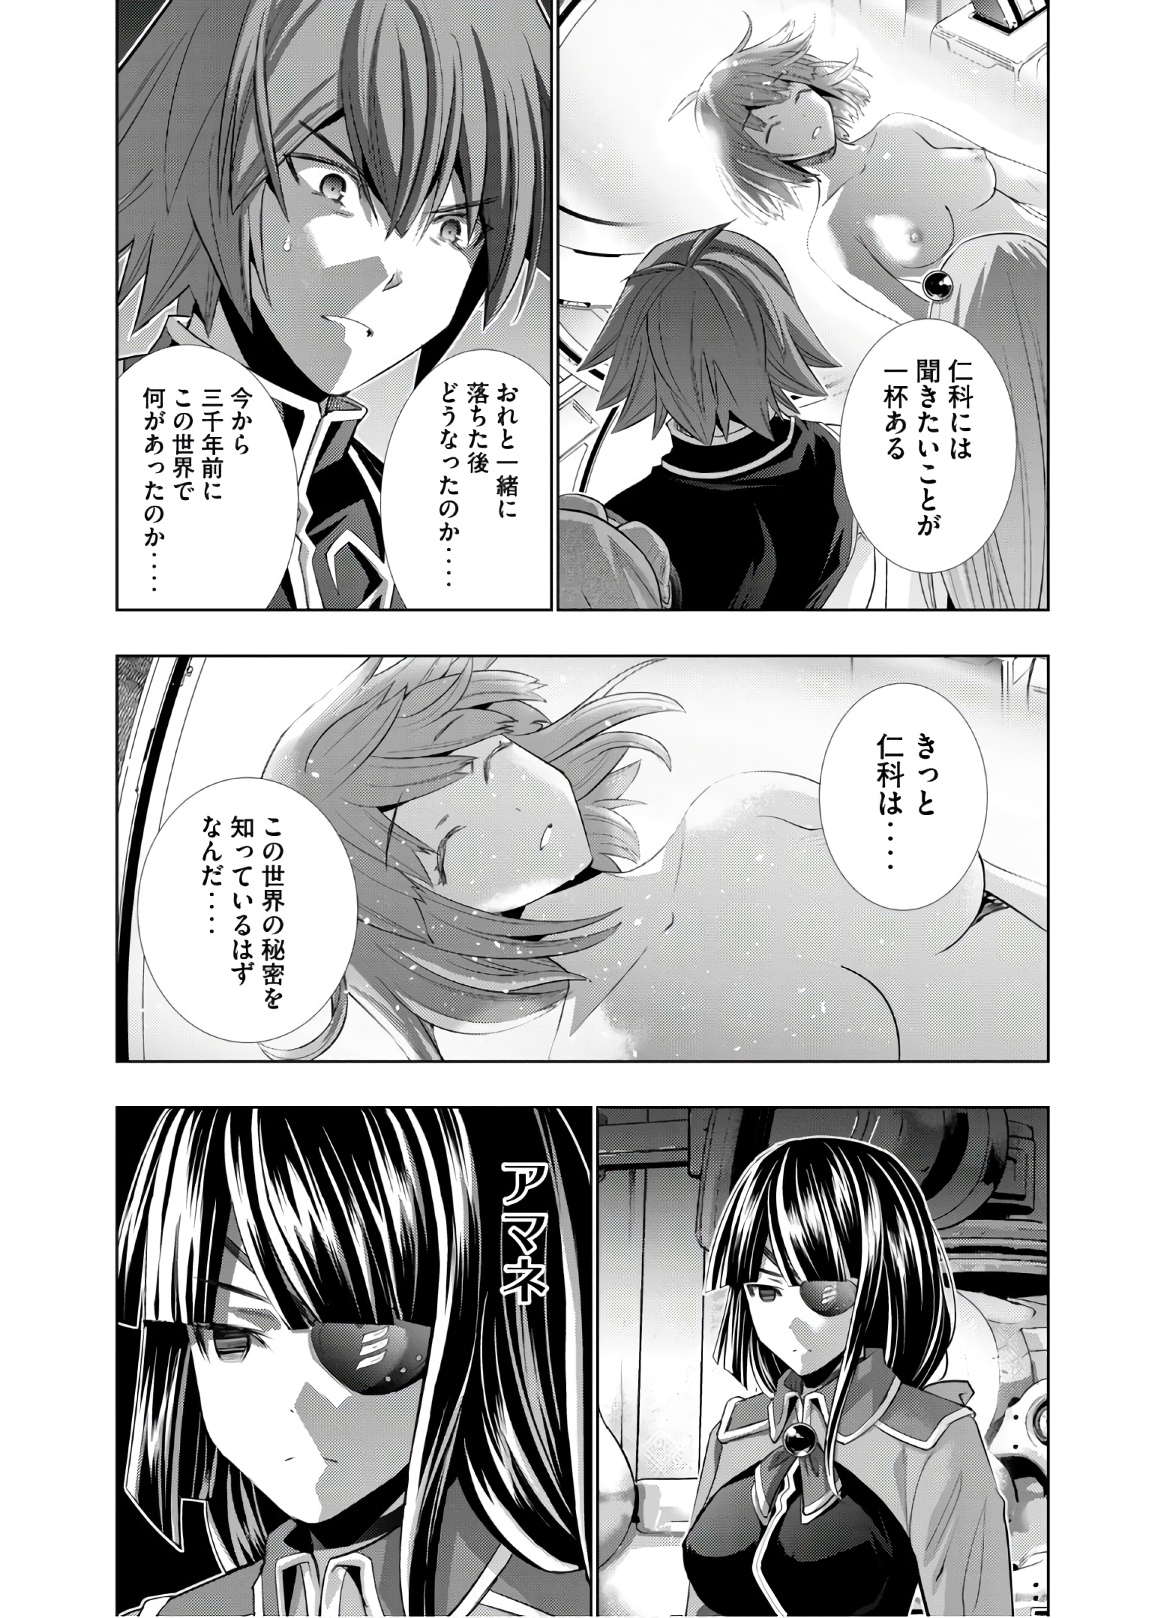 仁科には
聞きたいことが
一杯ある
おれと一緒に
落ちた後
どうなったのか‥‥
今から
三千年前に
この世界で
何があったのか‥‥
きっと
仁科は‥‥
この世界の秘密を
知っているはず
なんだ‥‥
アマネ